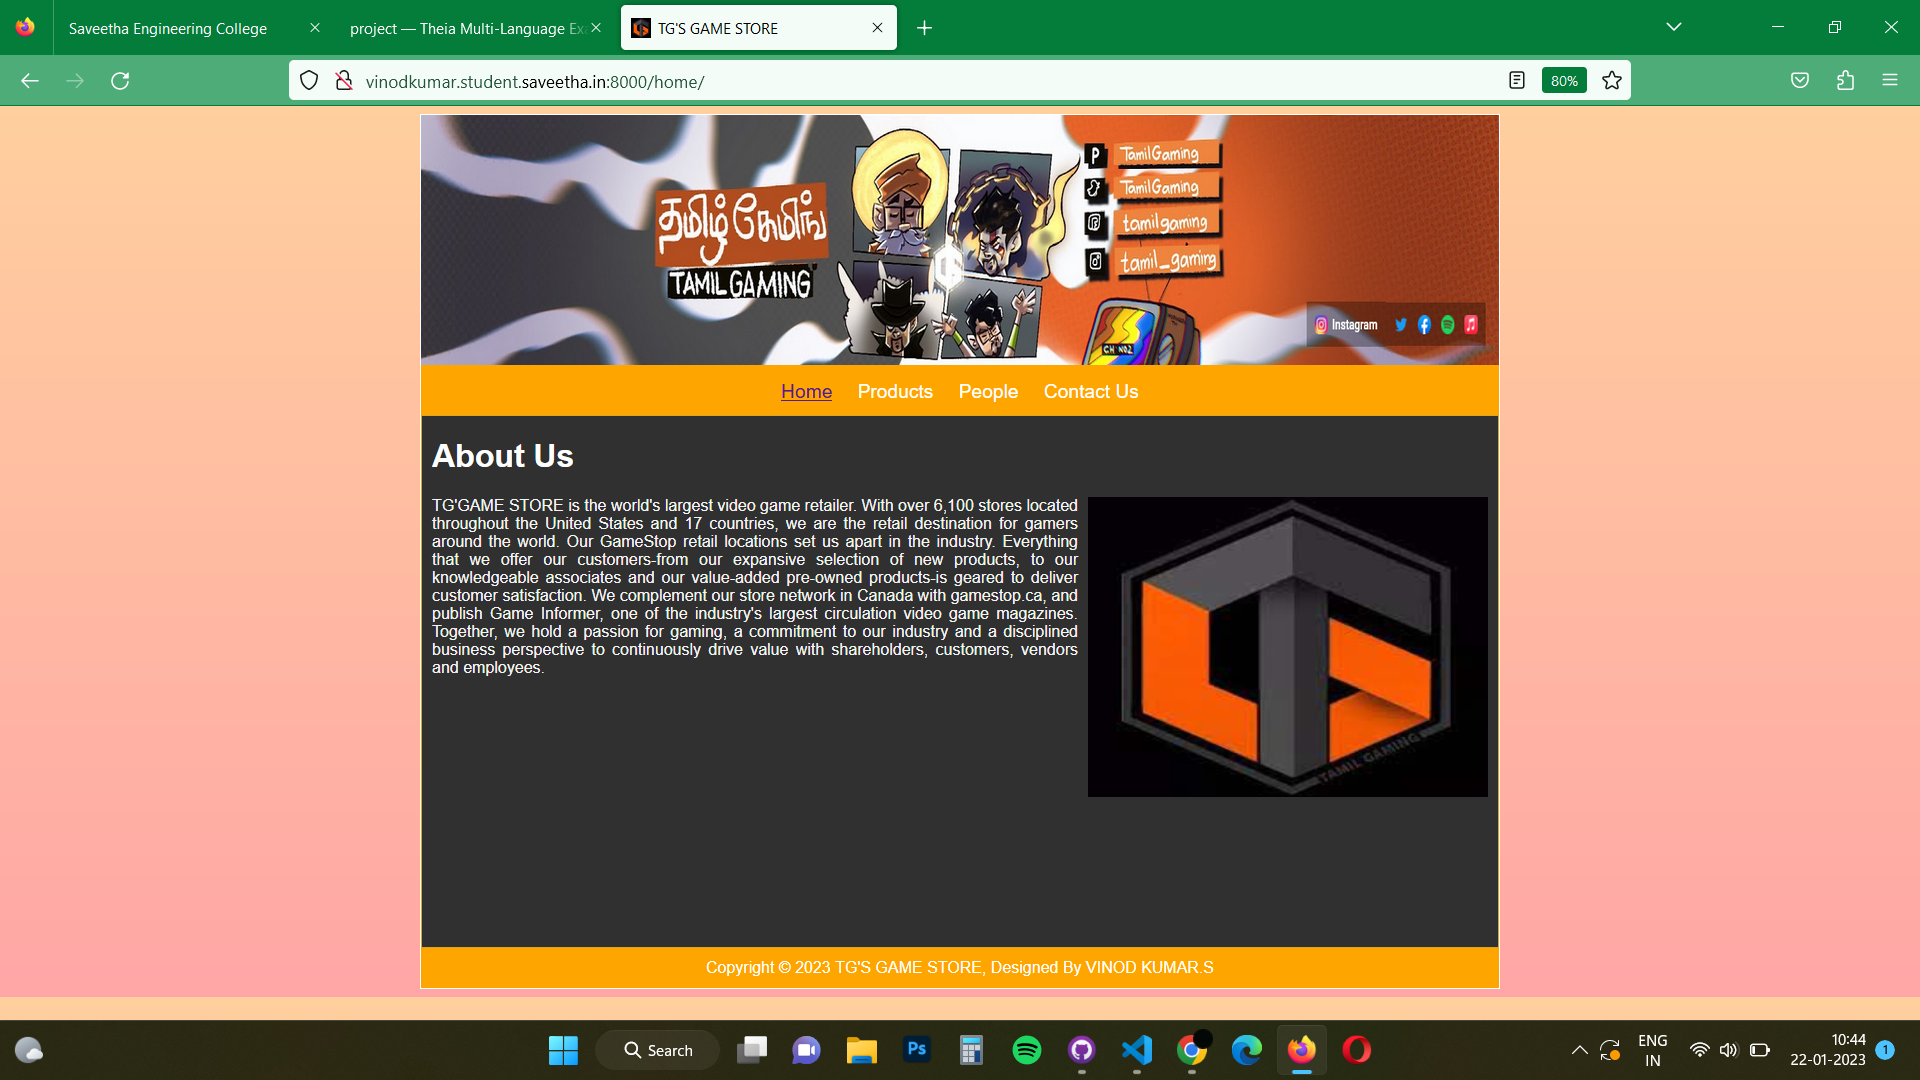 Saveetha Engineering College
project — Theia Multi-Language Ex
TG'S GAME STORE
vinodkumar.student.saveetha.in:8000/home/
80%
தமிழ் கேமிங்
TAMIL GAMING
TamilGaming
TamilGaming
tamilgaming
tamil_gaming
CH NO2
Instagram
Home Products People Contact Us
About Us
TG'GAME STORE is the world's largest video game retailer. With over 6,100 stores located
throughout the United States and 17 countries, we are the retail destination for gamers
around the world. Our GameStop retail locations set us apart in the industry. Everything
that we offer our customers-from our expansive selection of new products, to our
knowledgeable associates and our value-added pre-owned products-is geared to deliver
customer satisfaction. We complement our store network in Canada with gamestop.ca, and
publish Game Informer, one of the industry's largest circulation video game magazines.
Together, we hold a passion for gaming, a commitment to our industry and a disciplined
business perspective to continuously drive value with shareholders, customers, vendors
and employees.
TAMIL GAMING
Copyright © 2023 TG'S GAME STORE, Designed By VINOD KUMAR.S
Search
Ps
ENG
IN
10:44
22-01-2023
1